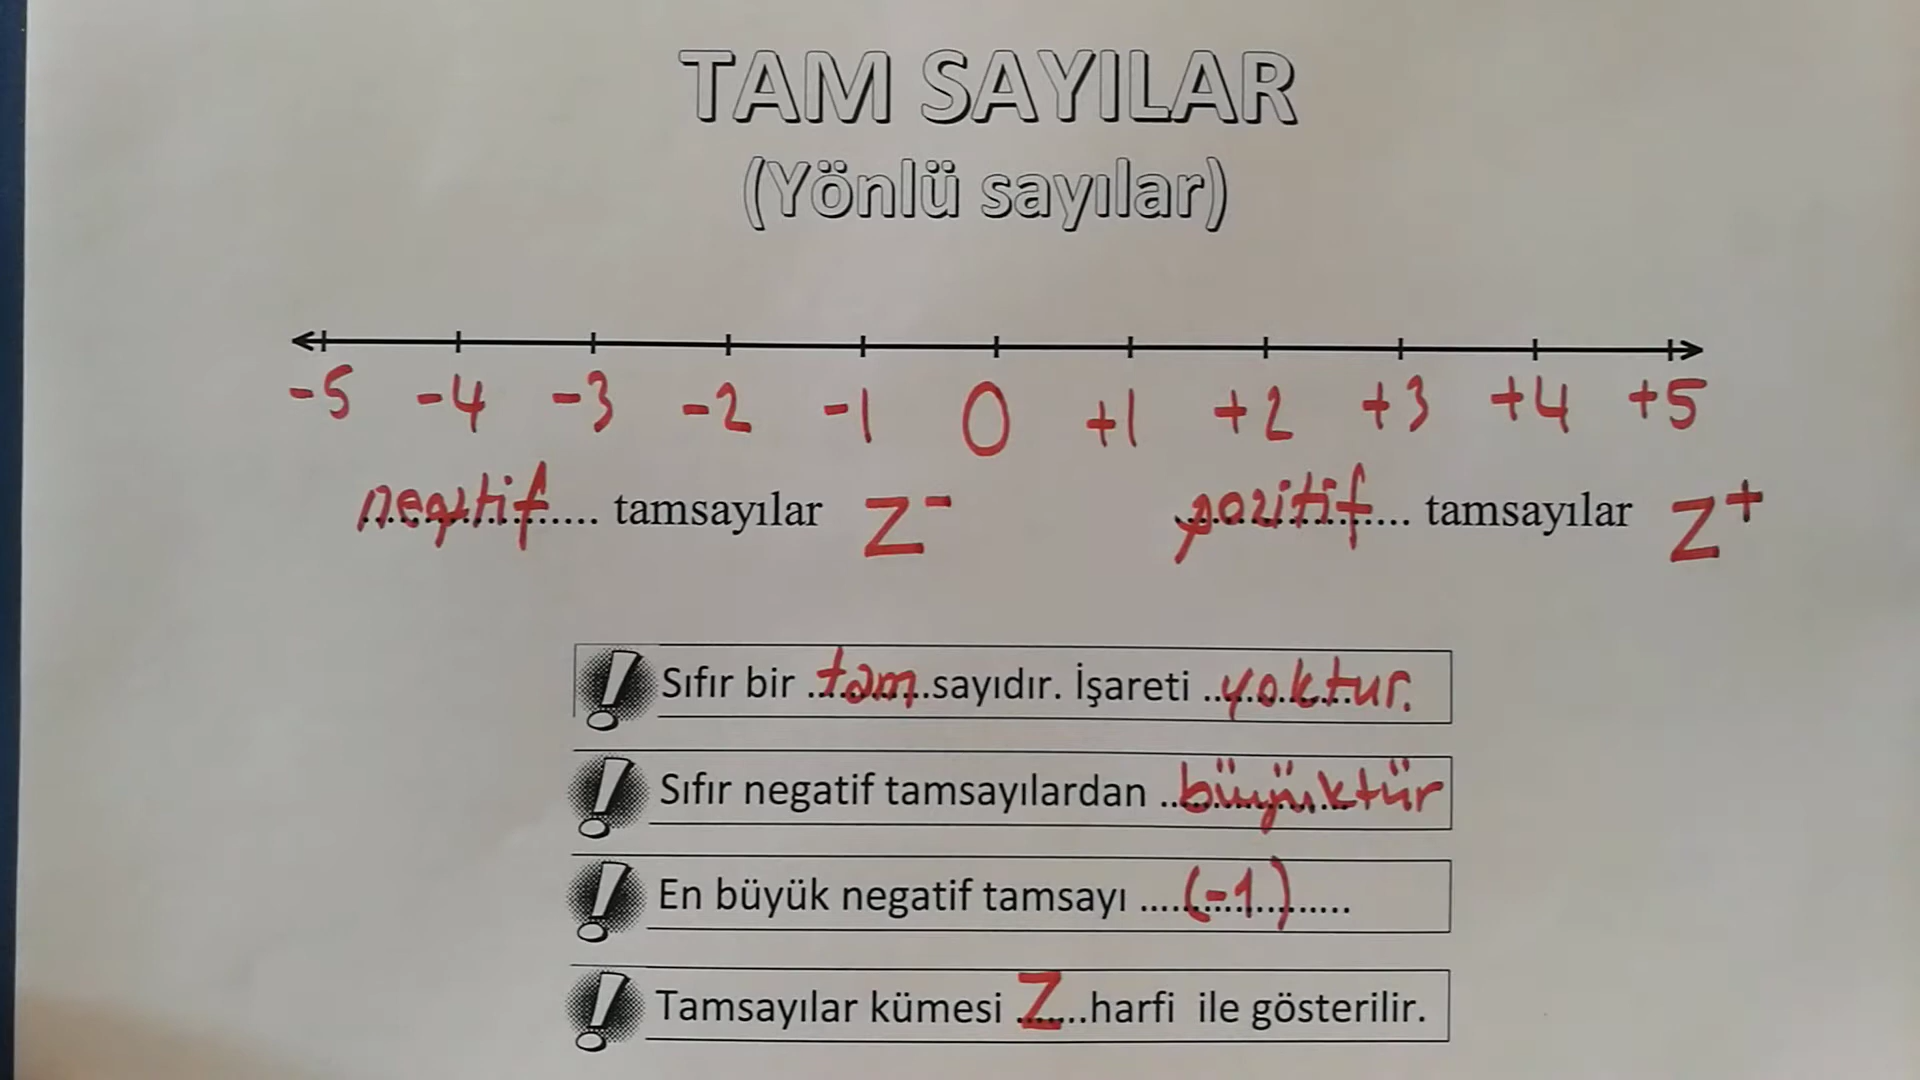 TAM SAYILAR
(Yönlü sayılar)
-5 -4 -3 -2 -1 0 +1 +2 +3 +4 +5
negatif.... tamsayılar Z⁻ pozitif.... tamsayılar Z⁺
Sıfır bir .tam.sayıdır. İşareti ..yoktur.
Sıfır negatif tamsayılardan ..büyüktür
En büyük negatif tamsayı ....(-1).....
Tamsayılar kümesi Z...harfi ile gösterilir.